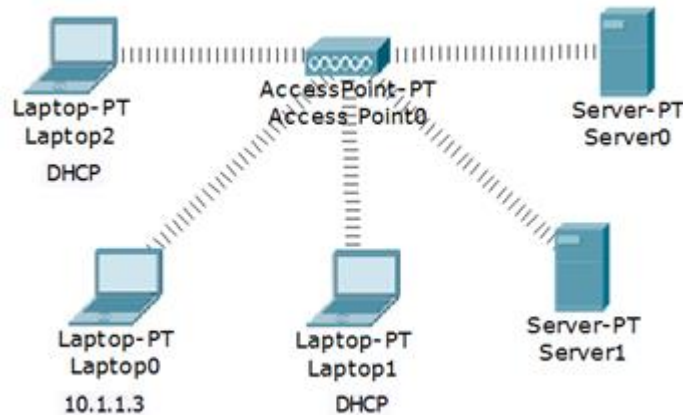 Laptop-PT
Laptop2
DHCP
AccessPoint-PT
Access Point0
Server-PT
Server0
Laptop-PT
Laptop0
10.1.1.3
Laptop-PT
Laptop1
DHCP
Server-PT
Server1